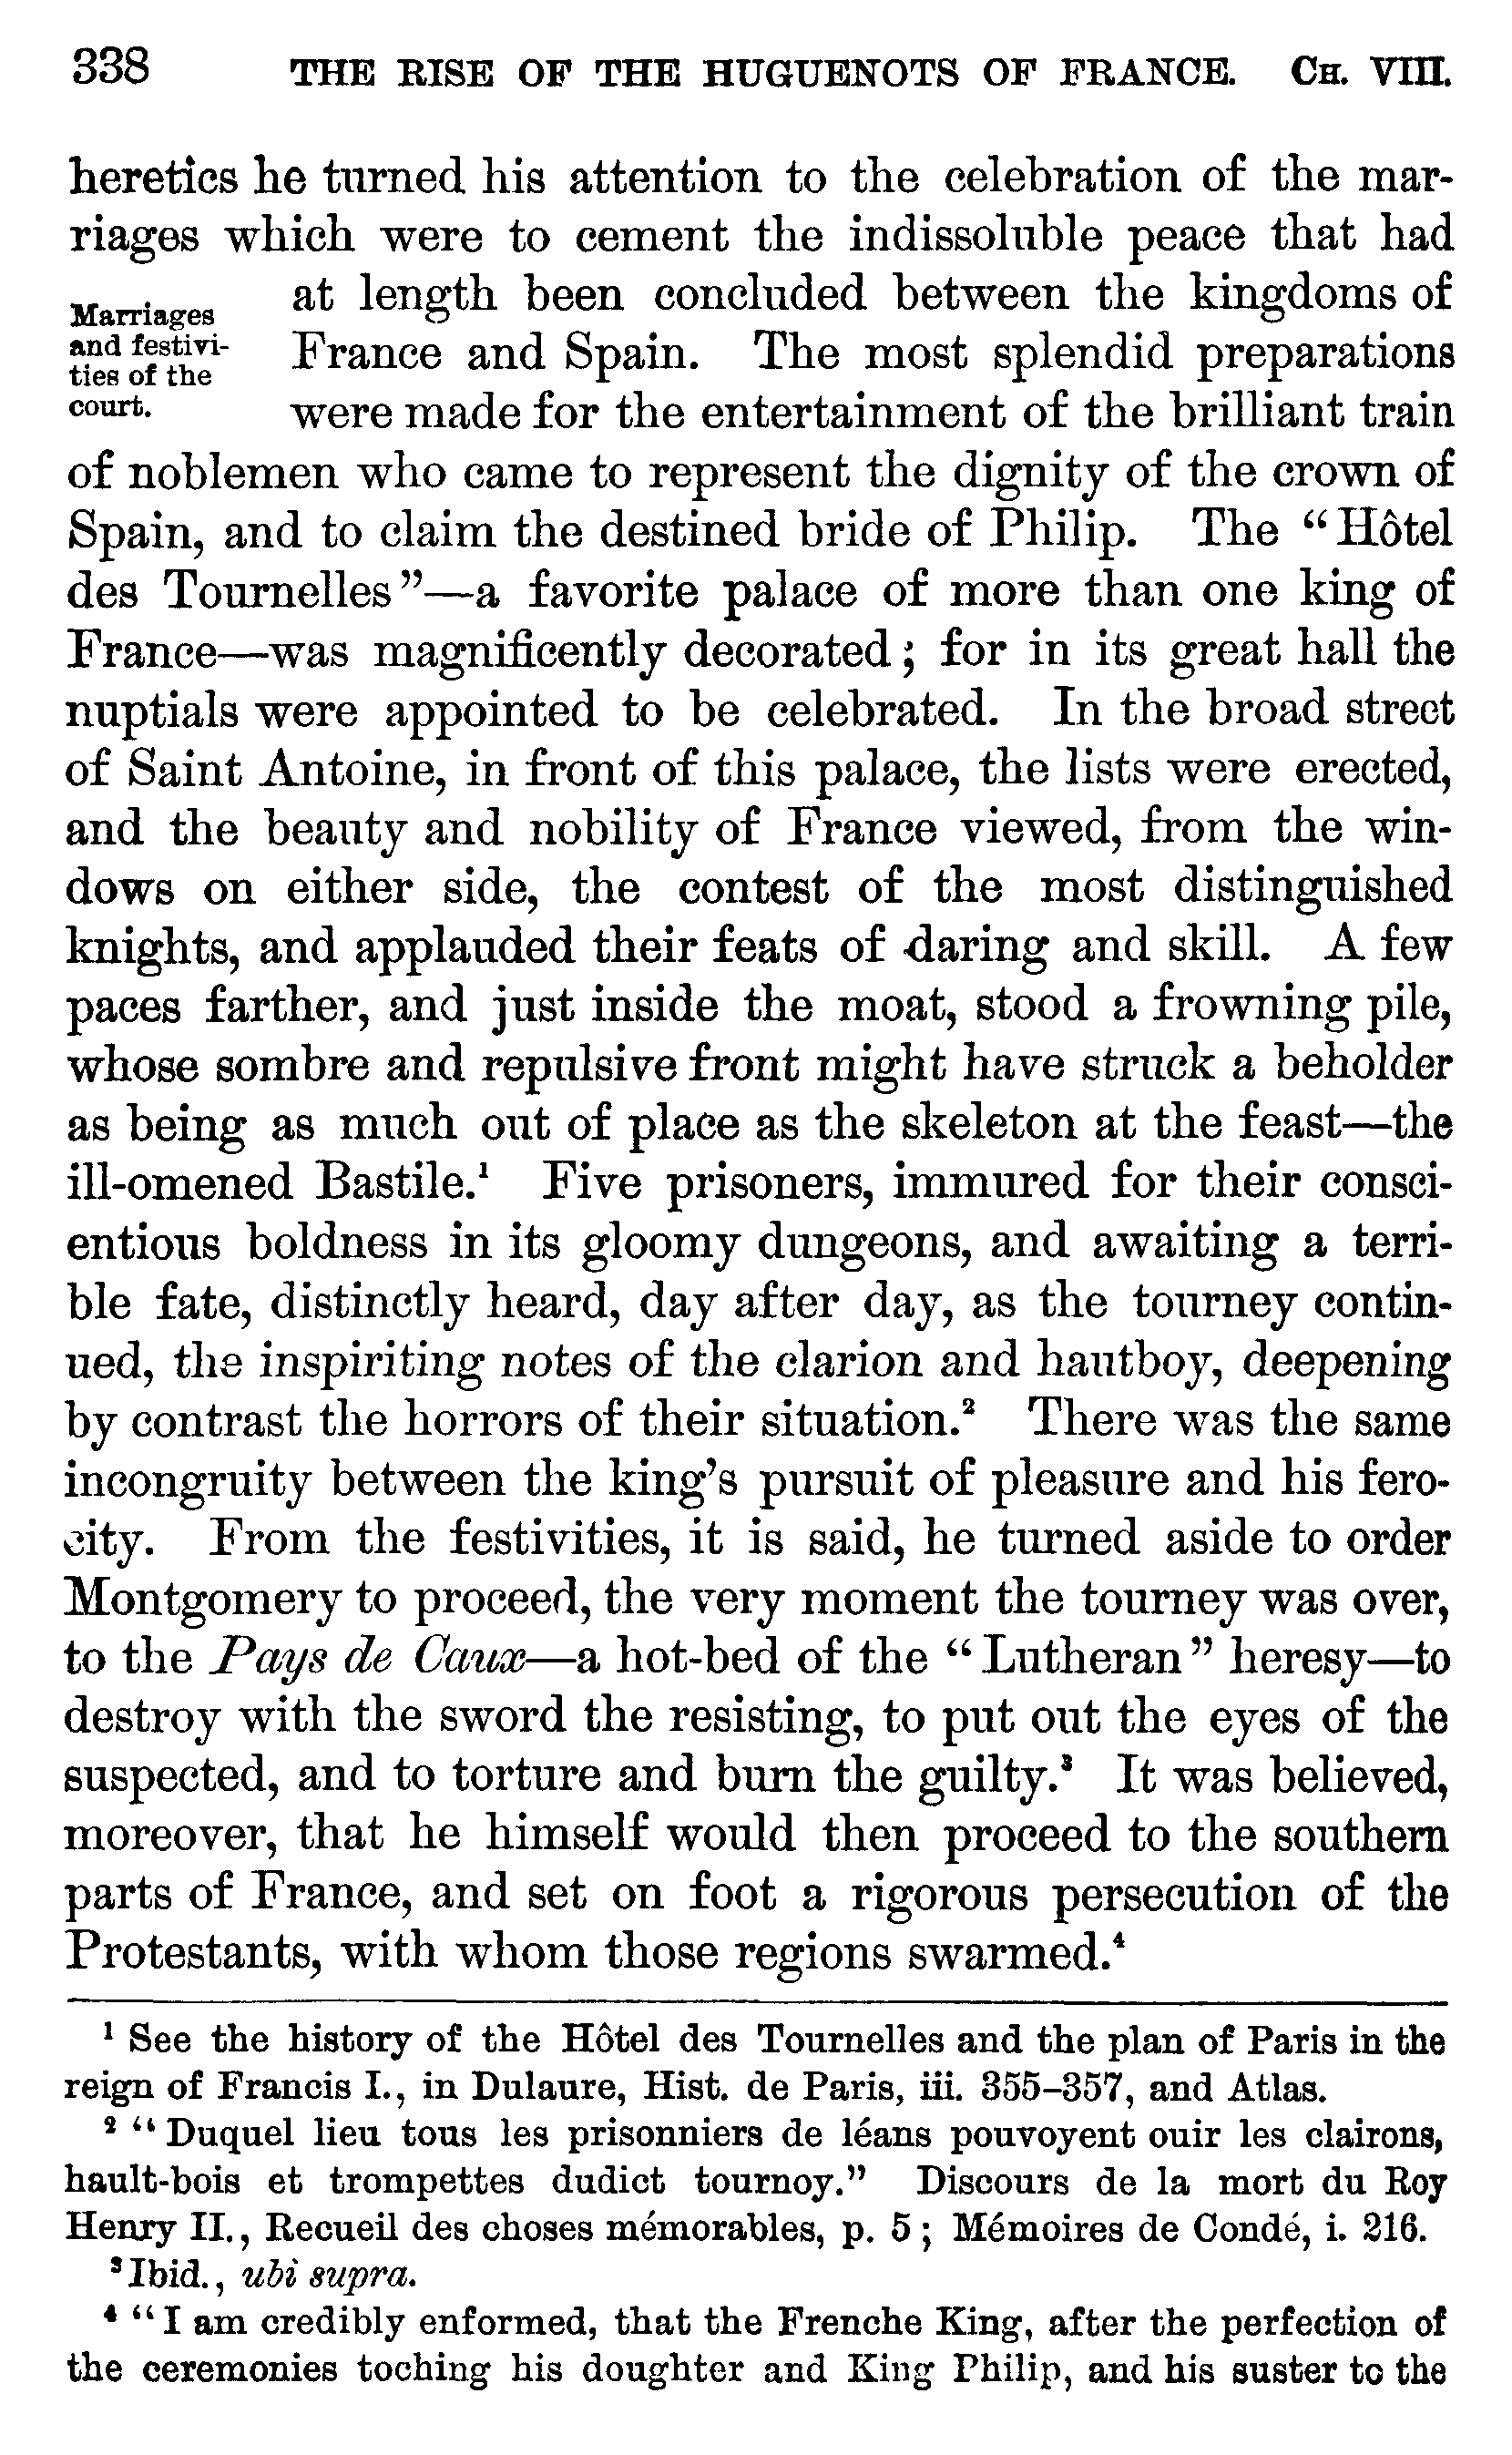 338 THE RISE OF THE HUGUENOTS OF FRANCE. CH. VIII.
heretics he turned his attention to the celebration of the mar-
riages which were to cement the indissoluble peace that had
at length been concluded between the kingdoms of
Marriages
and festivi-
ties of the
court.
France and Spain. The most splendid preparations
were made for the entertainment of the brilliant train
of noblemen who came to represent the dignity of the crown of
Spain, and to claim the destined bride of Philip. The “Hôtel
des Tournelles”—a favorite palace of more than one king of
France—was magnificently decorated; for in its great hall the
nuptials were appointed to be celebrated. In the broad street
of Saint Antoine, in front of this palace, the lists were erected,
and the beauty and nobility of France viewed, from the win-
dows on either side, the contest of the most distinguished
knights, and applauded their feats of daring and skill. A few
paces farther, and just inside the moat, stood a frowning pile,
whose sombre and repulsive front might have struck a beholder
as being as much out of place as the skeleton at the feast—the
ill-omened Bastile.¹ Five prisoners, immured for their consci-
entious boldness in its gloomy dungeons, and awaiting a terri-
ble fate, distinctly heard, day after day, as the tourney contin-
ued, the inspiriting notes of the clarion and hautboy, deepening
by contrast the horrors of their situation.² There was the same
incongruity between the king’s pursuit of pleasure and his fero-
city. From the festivities, it is said, he turned aside to order
Montgomery to proceed, the very moment the tourney was over,
to the Pays de Caux—a hot-bed of the “Lutheran” heresy—to
destroy with the sword the resisting, to put out the eyes of the
suspected, and to torture and burn the guilty.³ It was believed,
moreover, that he himself would then proceed to the southern
parts of France, and set on foot a rigorous persecution of the
Protestants, with whom those regions swarmed.⁴
¹ See the history of the Hôtel des Tournelles and the plan of Paris in the
reign of Francis I., in Dulaure, Hist. de Paris, iii. 355–357, and Atlas.
² “Duquel lieu tous les prisonniers de léans pouvoyent ouir les clairons,
hault-bois et trompettes dudict tournoy.” Discours de la mort du Roy
Henry II., Recueil des choses mémorables, p. 5; Mémoires de Condé, i. 216.
³ Ibid., ubi supra.
⁴ “I am credibly enformed, that the Frenche King, after the perfection of
the ceremonies toching his doughter and King Philip, and his suster to the